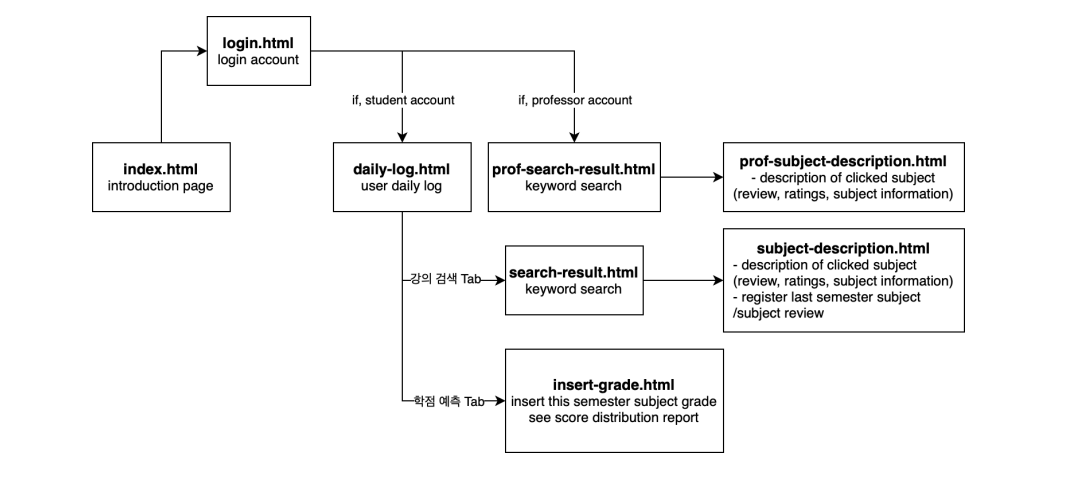 login.html
login account
if, student account
if, professor account
index.html
introduction page
daily-log.html
user daily log
prof-search-result.html
keyword search
prof-subject-description.html
- description of clicked subject
(review, ratings, subject information)
강의 검색 Tab
search-result.html
keyword search
subject-description.html
- description of clicked subject
(review, ratings, subject information)
- register last semester subject
/subject review
학점 예측 Tab
insert-grade.html
insert this semester subject grade
see score distribution report